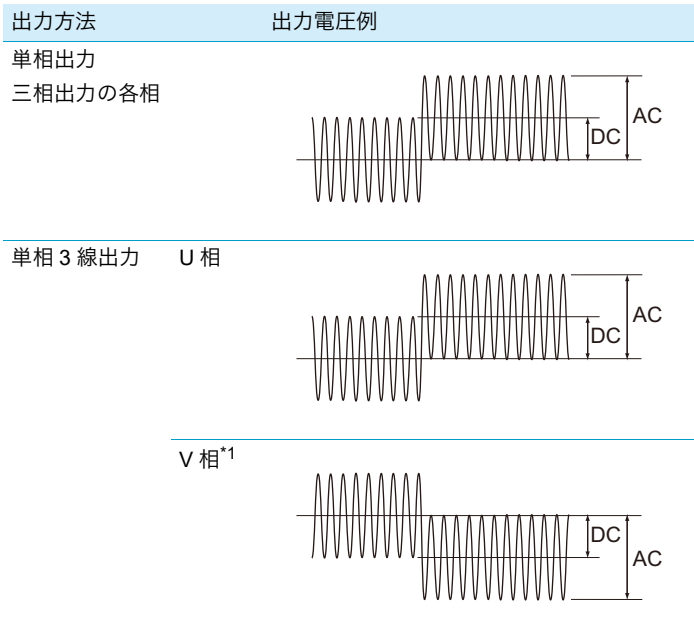 出力方法 出力電圧例
単相出力
三相出力の各相
AC
DC
単相 3 線出力 U 相
AC
DC
V 相*1
DC
AC